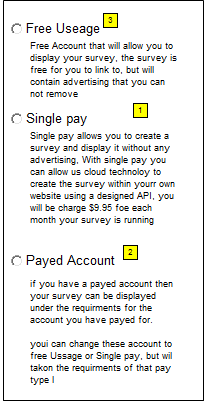 3
Free Useage
Free Account that will allow you to
display your survey, the survey is
free for you to link to, but will
contain advertising that you can
not remove
1
Single pay
Single pay allows you to create a
survey and display it without any
advertising, With single pay you
can allow us cloud technoloy to
create the survey within yourr own
website using a designed API, you
will be charge $9.95 foe each
month your survey is running
2
Payed Account
if you have a payed account then
your survey can be displayed
under the requirments for the
account you have payed for.
youi can change these account to
free Ussage or Single pay, but wil
takon the requirments of that pay
type I